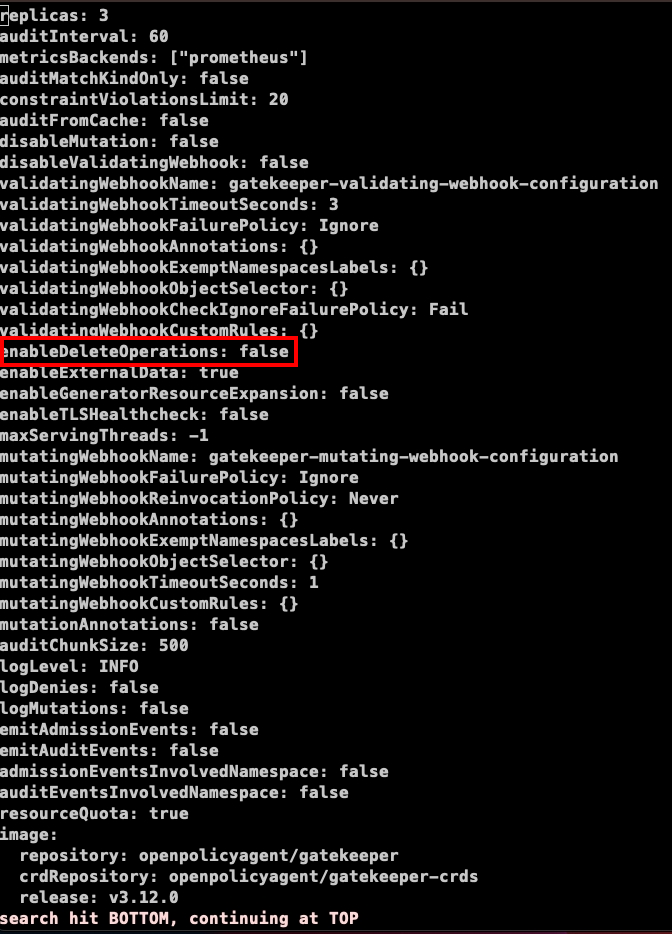 replicas: 3
auditInterval: 60
metricsBackends: ["prometheus"]
auditMatchKindOnly: false
constraintViolationsLimit: 20
auditFromCache: false
disableMutation: false
disableValidatingWebhook: false
validatingWebhookName: gatekeeper-validating-webhook-configuration
validatingWebhookTimeoutSeconds: 3
validatingWebhookFailurePolicy: Ignore
validatingWebhookAnnotations: {}
validatingWebhookExemptNamespacesLabels: {}
validatingWebhookObjectSelector: {}
validatingWebhookCheckIgnoreFailurePolicy: Fail
validatingWebhookCustomRules: {}
enableDeleteOperations: false
enableExternalData: true
enableGeneratorResourceExpansion: false
enableTLSHealthcheck: false
maxServingThreads: -1
mutatingWebhookName: gatekeeper-mutating-webhook-configuration
mutatingWebhookFailurePolicy: Ignore
mutatingWebhookReinvocationPolicy: Never
mutatingWebhookAnnotations: {}
mutatingWebhookExemptNamespacesLabels: {}
mutatingWebhookObjectSelector: {}
mutatingWebhookTimeoutSeconds: 1
mutatingWebhookCustomRules: {}
mutationAnnotations: false
auditChunkSize: 500
logLevel: INFO
logDenies: false
logMutations: false
emitAdmissionEvents: false
emitAuditEvents: false
admissionEventsInvolvedNamespace: false
auditEventsInvolvedNamespace: false
resourceQuota: true
image:
  repository: openpolicyagent/gatekeeper
  crdRepository: openpolicyagent/gatekeeper-crds
  release: v3.12.0
search hit BOTTOM, continuing at TOP